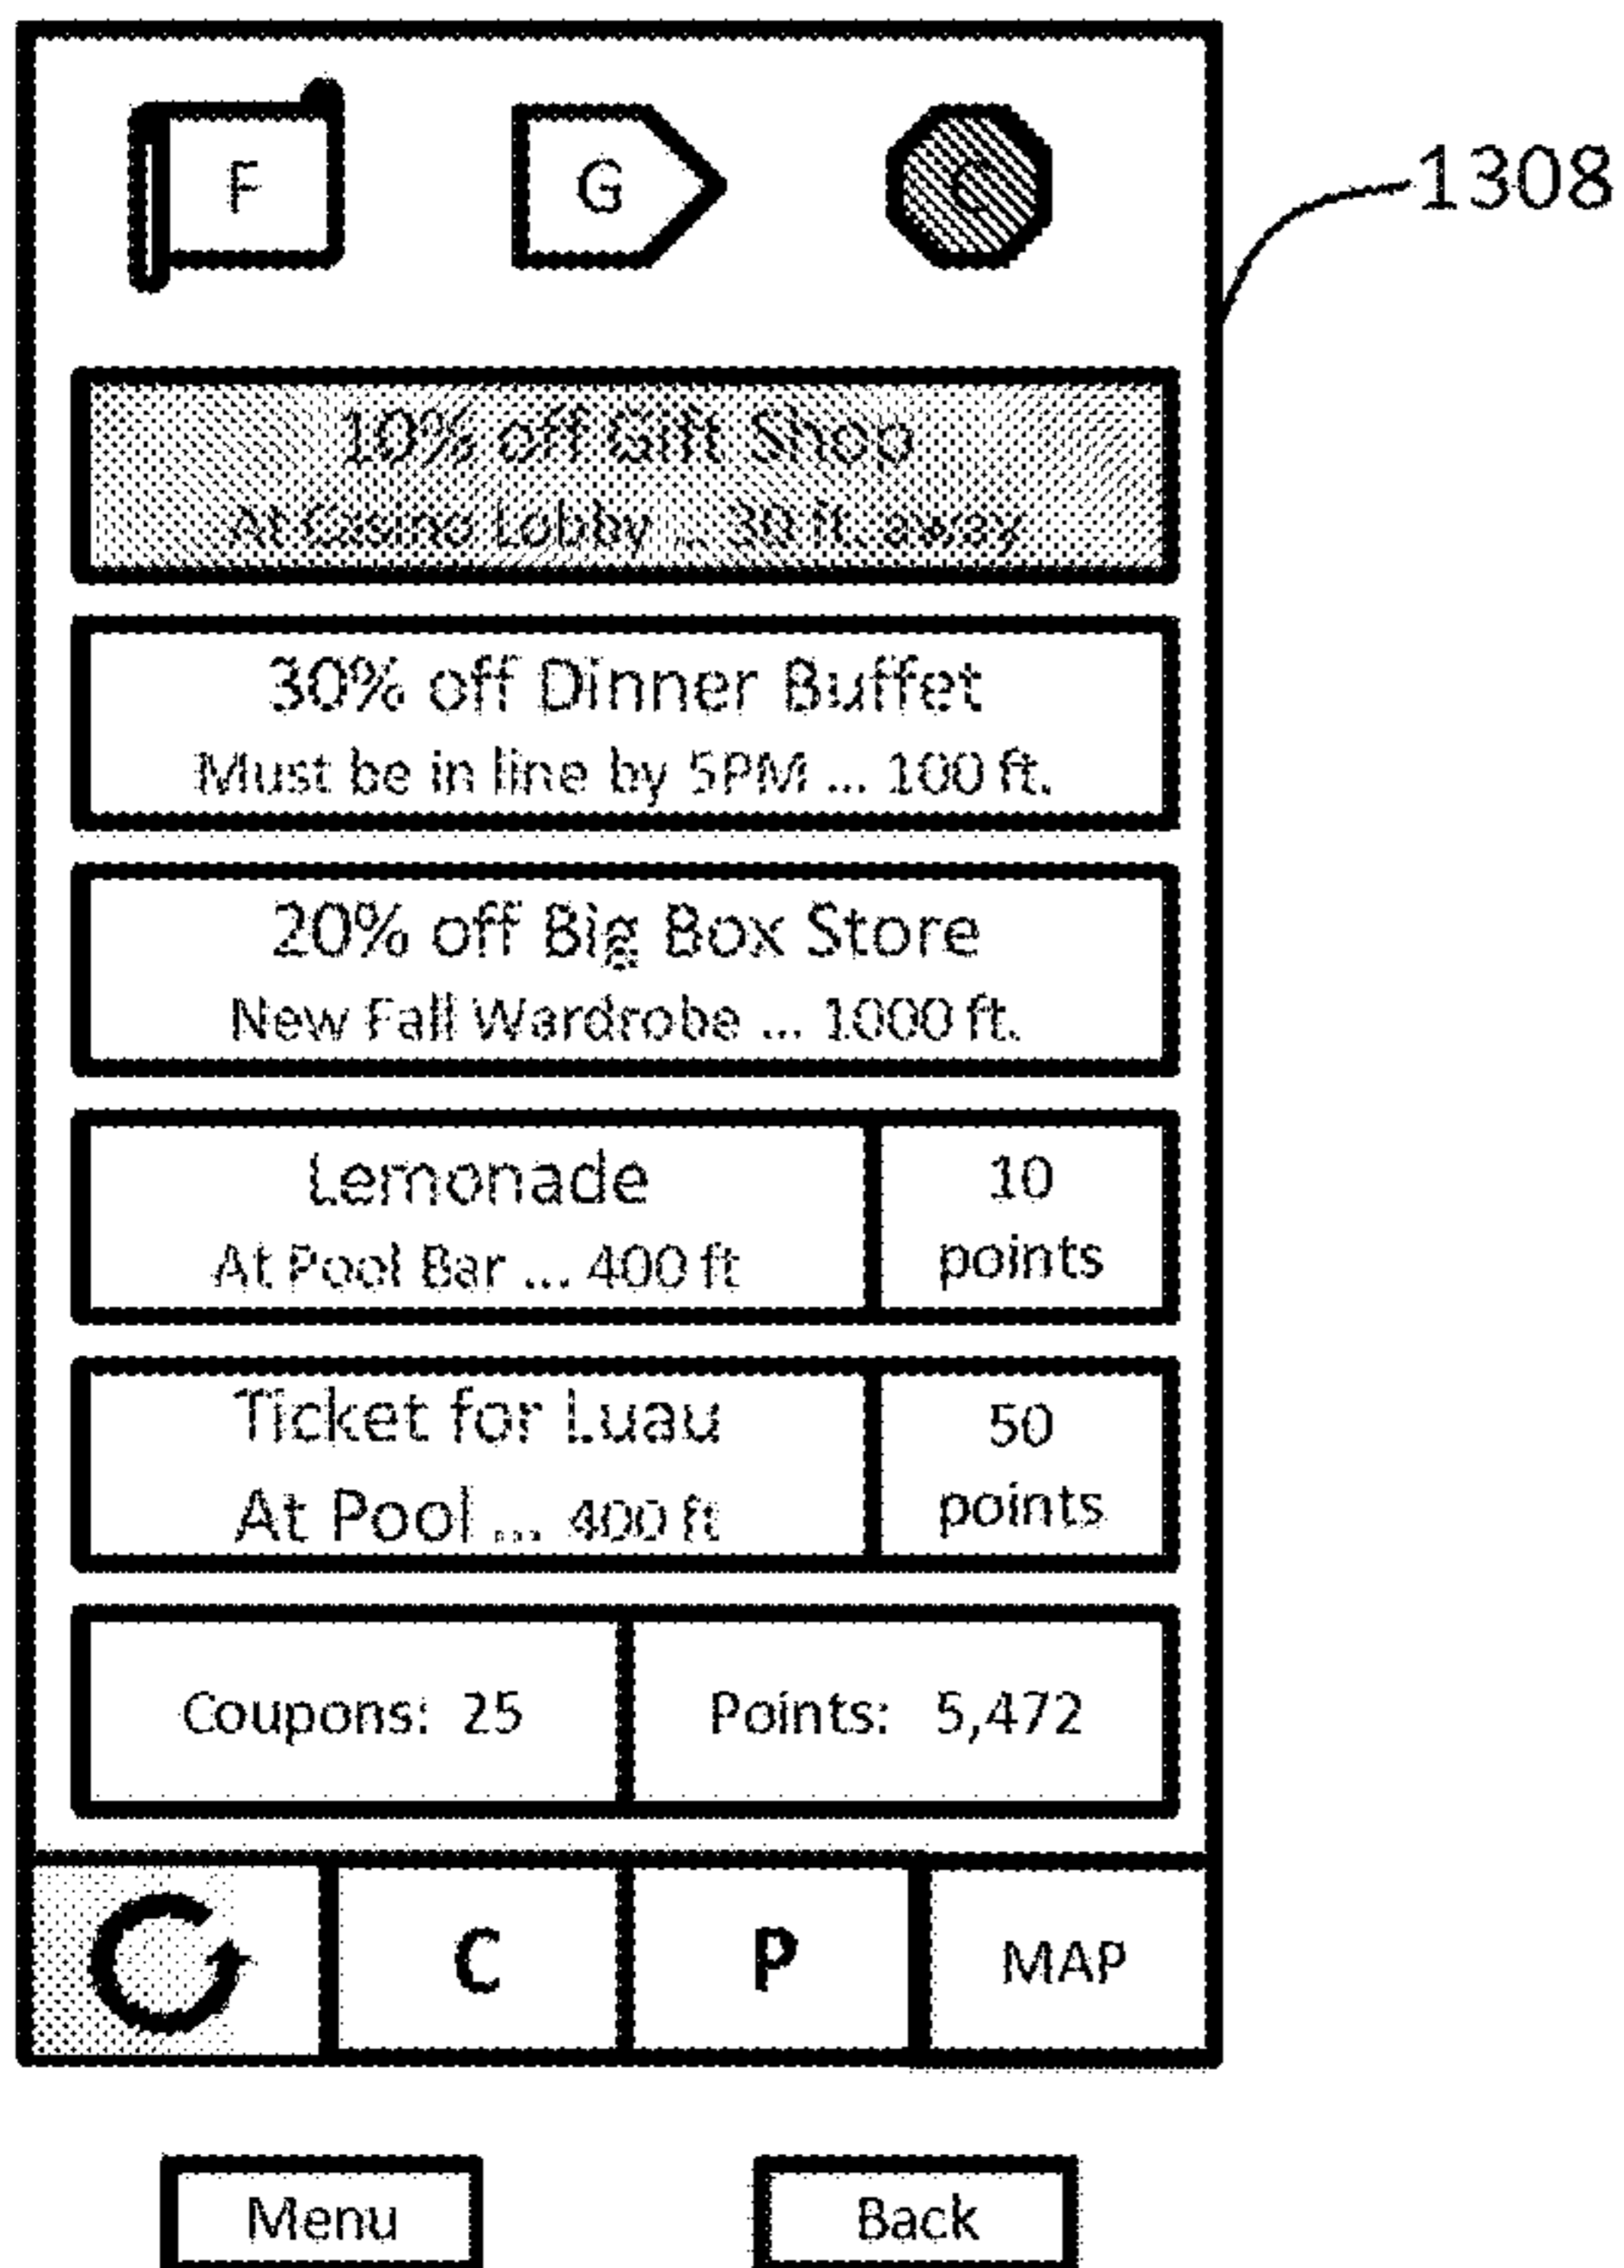 F G C
1308
10% off Gift Shop
At Casino Lobby ... 30 ft. away
30% off Dinner Buffet
Must be in line by 5PM ... 100 ft.
20% off Big Box Store
New Fall Wardrobe ... 1000 ft.
Lemonade
At Pool Bar ... 400 ft
10
points
Ticket for Luau
At Pool ... 400 ft
50
points
Coupons: 25
Points: 5,472
C P MAP
Menu Back